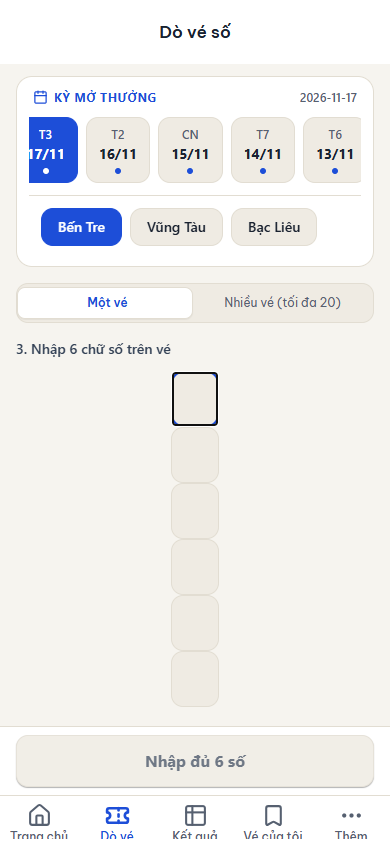 Dò vé số
KỲ MỞ THƯỞNG 2026-11-17
T3 T2 CN T7 T6
17/11 16/11 15/11 14/11 13/11
Bến Tre Vũng Tàu Bạc Liêu
Một vé Nhiều vé (tối đa 20)
3. Nhập 6 chữ số trên vé
Nhập đủ 6 số
Trang chủ Dò vé Kết quả Vé của tôi Thêm